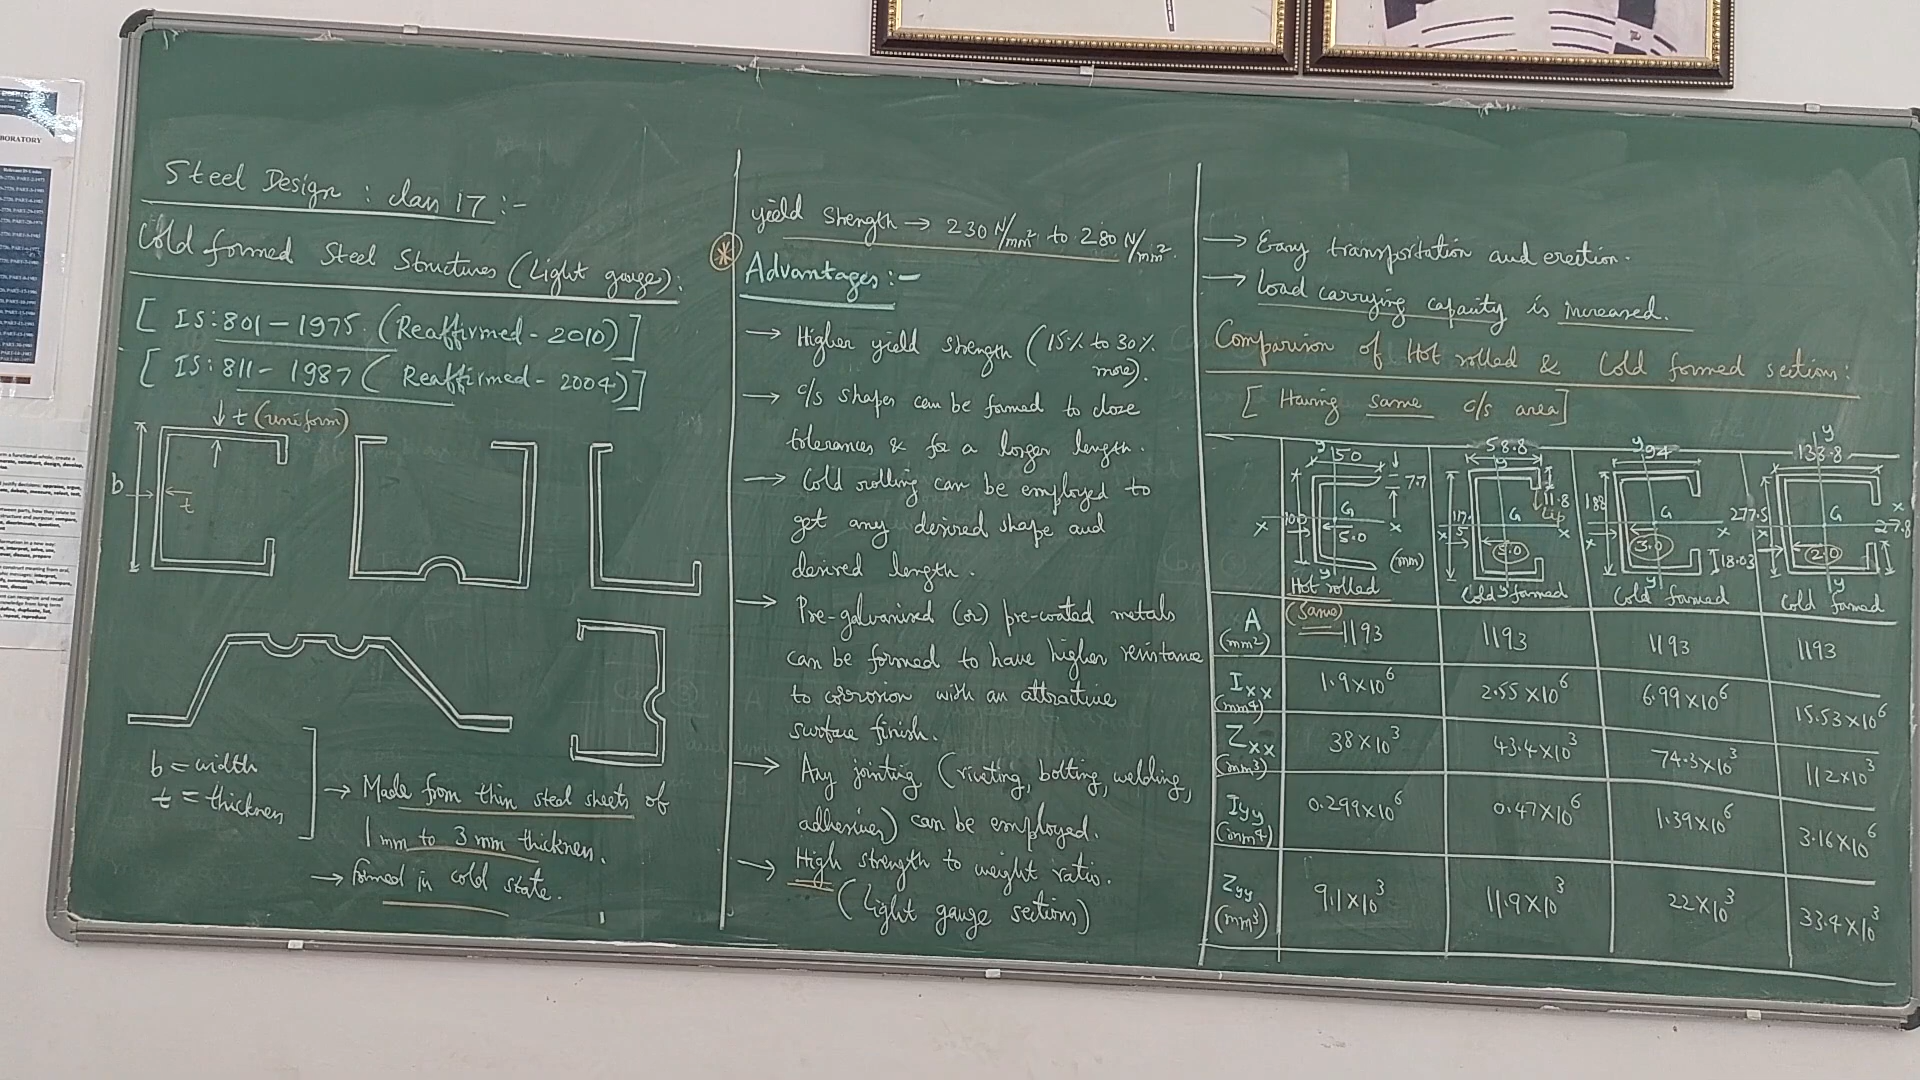 BORATORY
Steel Design : class 17 :-
Cold formed Steel Structures (Light gauge):
[ IS:801-1975 (Reaffirmed-2010)]
[ IS:811-1987 ( Reaffirmed-2004)]
t (uniform)
b
t
b = width
t = thickness
→ Made from thin steel sheets of
1 mm to 3 mm thickness.
→ formed in cold state.
yield strength → 230 N/mm² to 280 N/mm².
* Advantages :-
→ Higher yield strength (15% to 30%
more).
→ c/s shapes can be formed to close
tolerances & for a longer length.
→ Cold rolling can be employed to
get any desired shape and
desired length.
→ Pre-galvanised (or) pre-coated metals
can be formed to have higher resistance
to corrosion with an attractive
surface finish.
→ Any jointing (riveting, bolting, welding,
adhesives) can be employed.
→ High strength to weight ratio.
(Light gauge sections)
→ Easy transportation and erection.
→ Load carrying capacity is increased.
Comparison of Hot rolled & Cold formed sections:
[ Having same c/s area]
y 50 7.7 100 G x x 5.0 (mm) y
Hot rolled
58.8 y 11.8 Lip 117.5 G x x 3.0 y
Cold formed
y 94 188 G x x 3.0 18.03 y
Cold formed
y 133.8 277.5 G x x 2.0 27.8 y
Cold formed
A (mm²) (same) 1193 1193 1193 1193
Ixx (mm⁴) 1.9×10⁶ 2.55×10⁶ 6.99×10⁶ 15.53×10⁶
Zxx (mm³) 38×10³ 43.4×10³ 74.3×10³ 112×10³
Iyy (mm⁴) 0.299×10⁶ 0.47×10⁶ 1.39×10⁶ 3.16×10⁶
Zyy (mm³) 9.1×10³ 11.9×10³ 22×10³ 33.4×10³